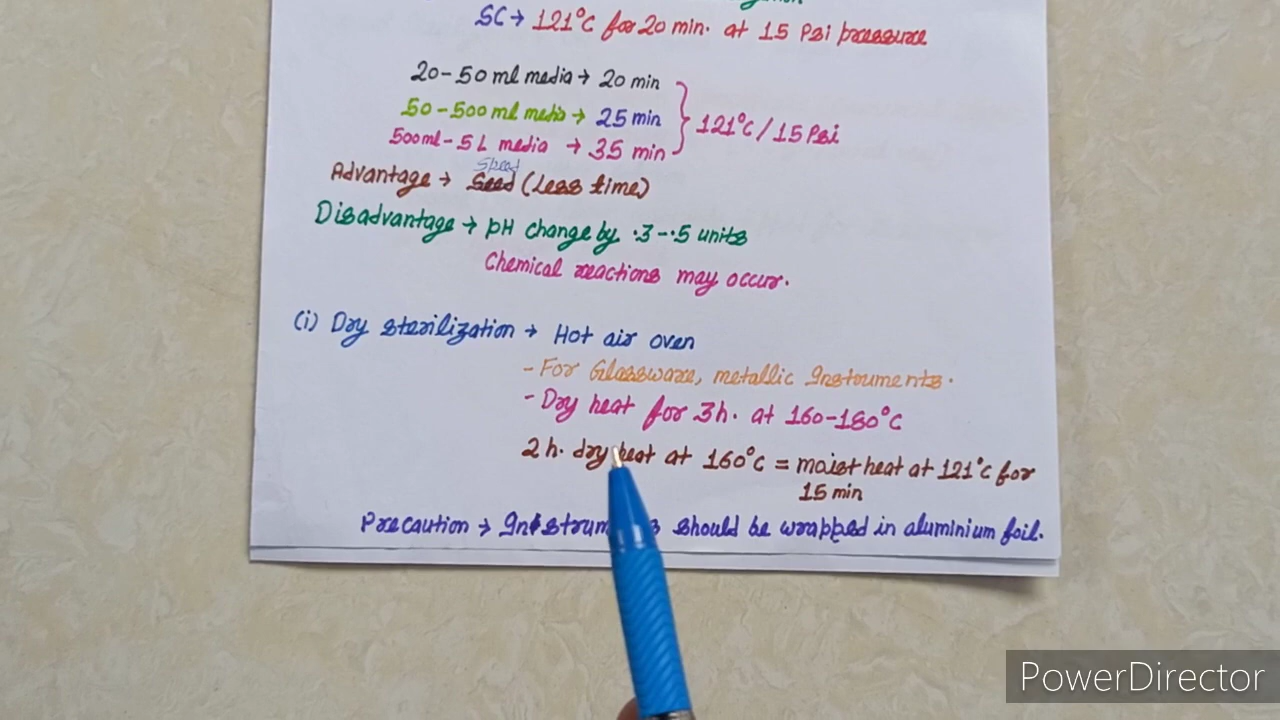 SC → 121°C for 20 min. at 15 Psi pressure
20-50 ml media → 20 min
50-500 ml media → 25 min
500ml-5L media → 35 min
121°C/15 Psi
Speed
Advantage → Seed (Less time)
Disadvantage → pH change by .3-.5 units
Chemical reactions may occur.
(i) Dry sterilization → Hot air oven
- For Glassware, metallic Instruments.
- Dry heat for 3h. at 160-180°C
2 h. dry heat at 160°C = moist heat at 121°C for
15 min
Precaution → should be wrapped in aluminium foil.
PowerDirector